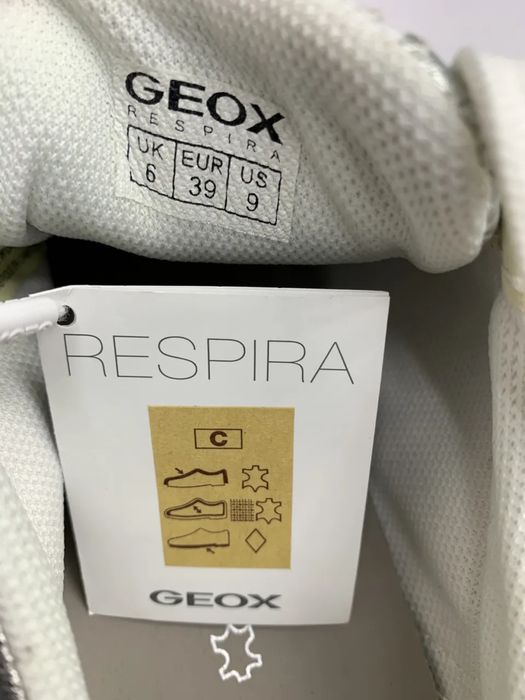 GEOX
RESPIRA
UK EUR US
6 39 9
RESPIRA
C
GEOX